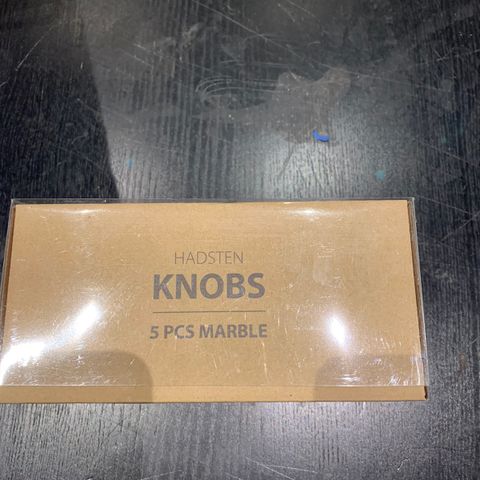 HADSTEN
KNOBS
5 PCS MARBLE